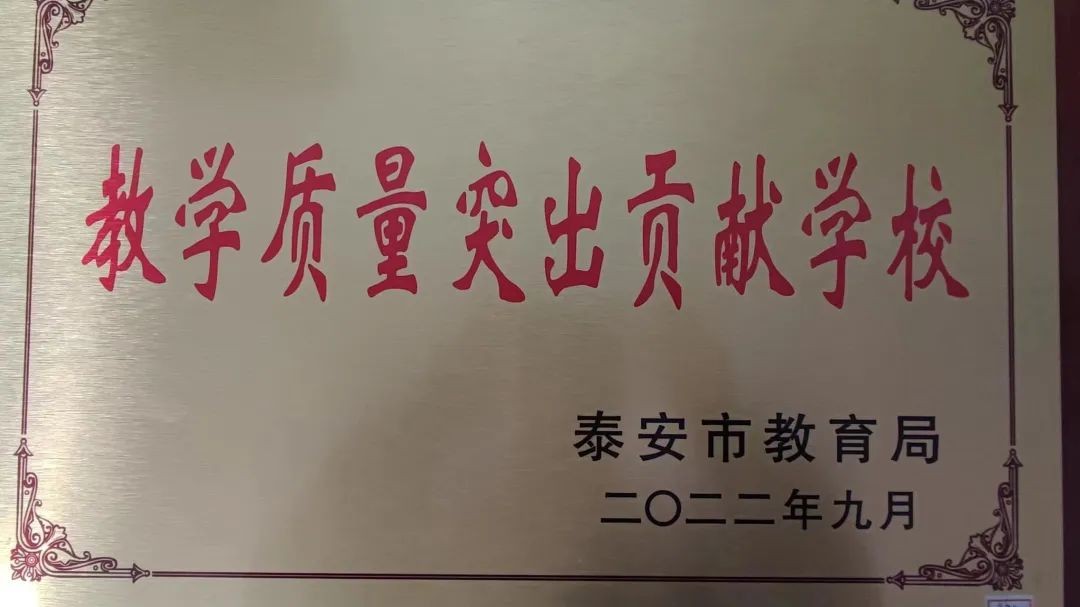 教学质量突出贡献学校
泰安市教育局
二〇二二年九月